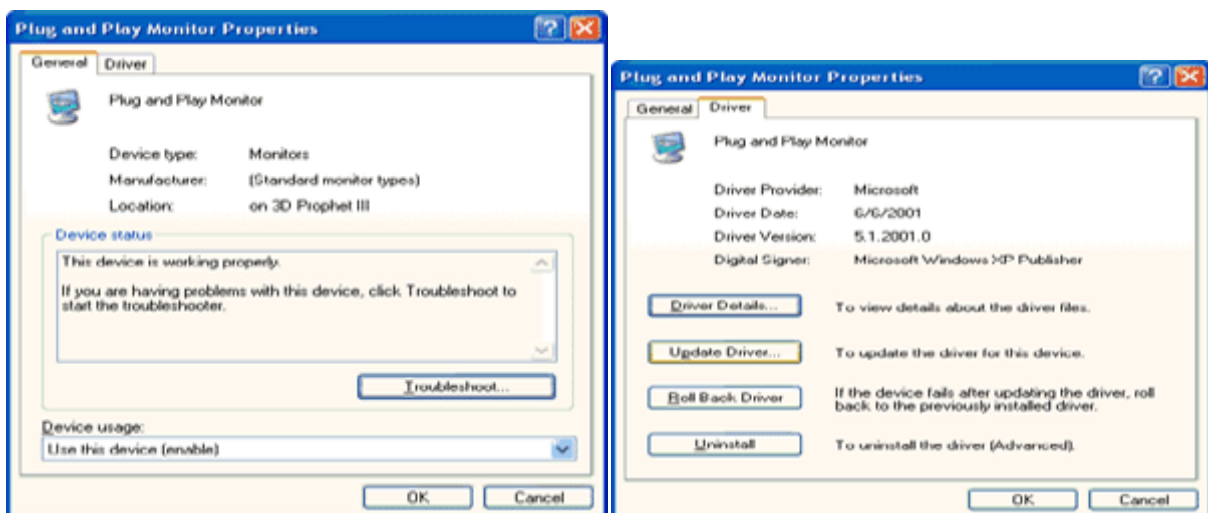 Plug and Play Monitor Properties
General Driver
Plug and Play Monitor
Device type: Monitors
Manufacturer: (Standard monitor types)
Location: on 3D Prophet III
Device status
This device is working properly.
If you are having problems with this device, click Troubleshoot to
start the troubleshooter.
Troubleshoot...
Device usage:
Use this device (enable)
OK Cancel
Plug and Play Monitor Properties
General Driver
Plug and Play Monitor
Driver Provider: Microsoft
Driver Date: 6/6/2001
Driver Version: 5.1.2001.0
Digital Signer: Microsoft Windows XP Publisher
Driver Details... To view details about the driver files.
Update Driver... To update the driver for this device.
Roll Back Driver If the device fails after updating the driver, roll
back to the previously installed driver.
Uninstall To uninstall the driver (Advanced).
OK Cancel